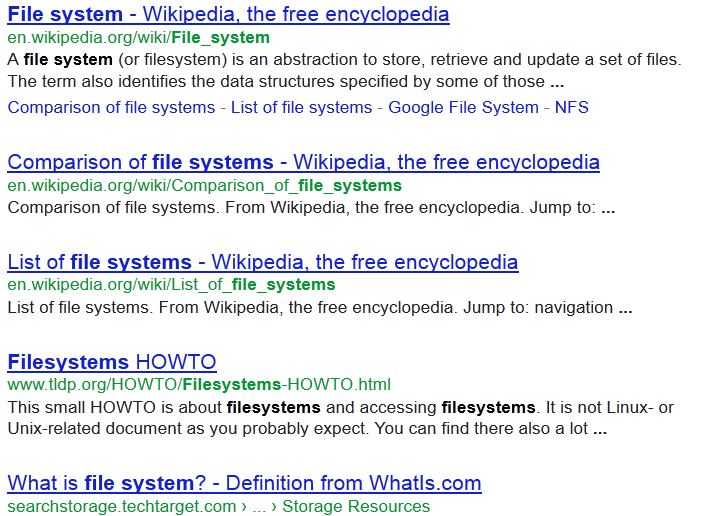 File system - Wikipedia, the free encyclopedia
en.wikipedia.org/wiki/File_system
A file system (or filesystem) is an abstraction to store, retrieve and update a set of files.
The term also identifies the data structures specified by some of those ...
Comparison of file systems - List of file systems - Google File System - NFS
Comparison of file systems - Wikipedia, the free encyclopedia
en.wikipedia.org/wiki/Comparison_of_file_systems
Comparison of file systems. From Wikipedia, the free encyclopedia. Jump to: ...
List of file systems - Wikipedia, the free encyclopedia
en.wikipedia.org/wiki/List_of_file_systems
List of file systems. From Wikipedia, the free encyclopedia. Jump to: navigation ...
Filesystems HOWTO
www.tldp.org/HOWTO/Filesystems-HOWTO.html
This small HOWTO is about filesystems and accessing filesystems. It is not Linux- or
Unix-related document as you probably expect. You can find there also a lot ...
What is file system? - Definition from WhatIs.com
searchstorage.techtarget.com › ... › Storage Resources